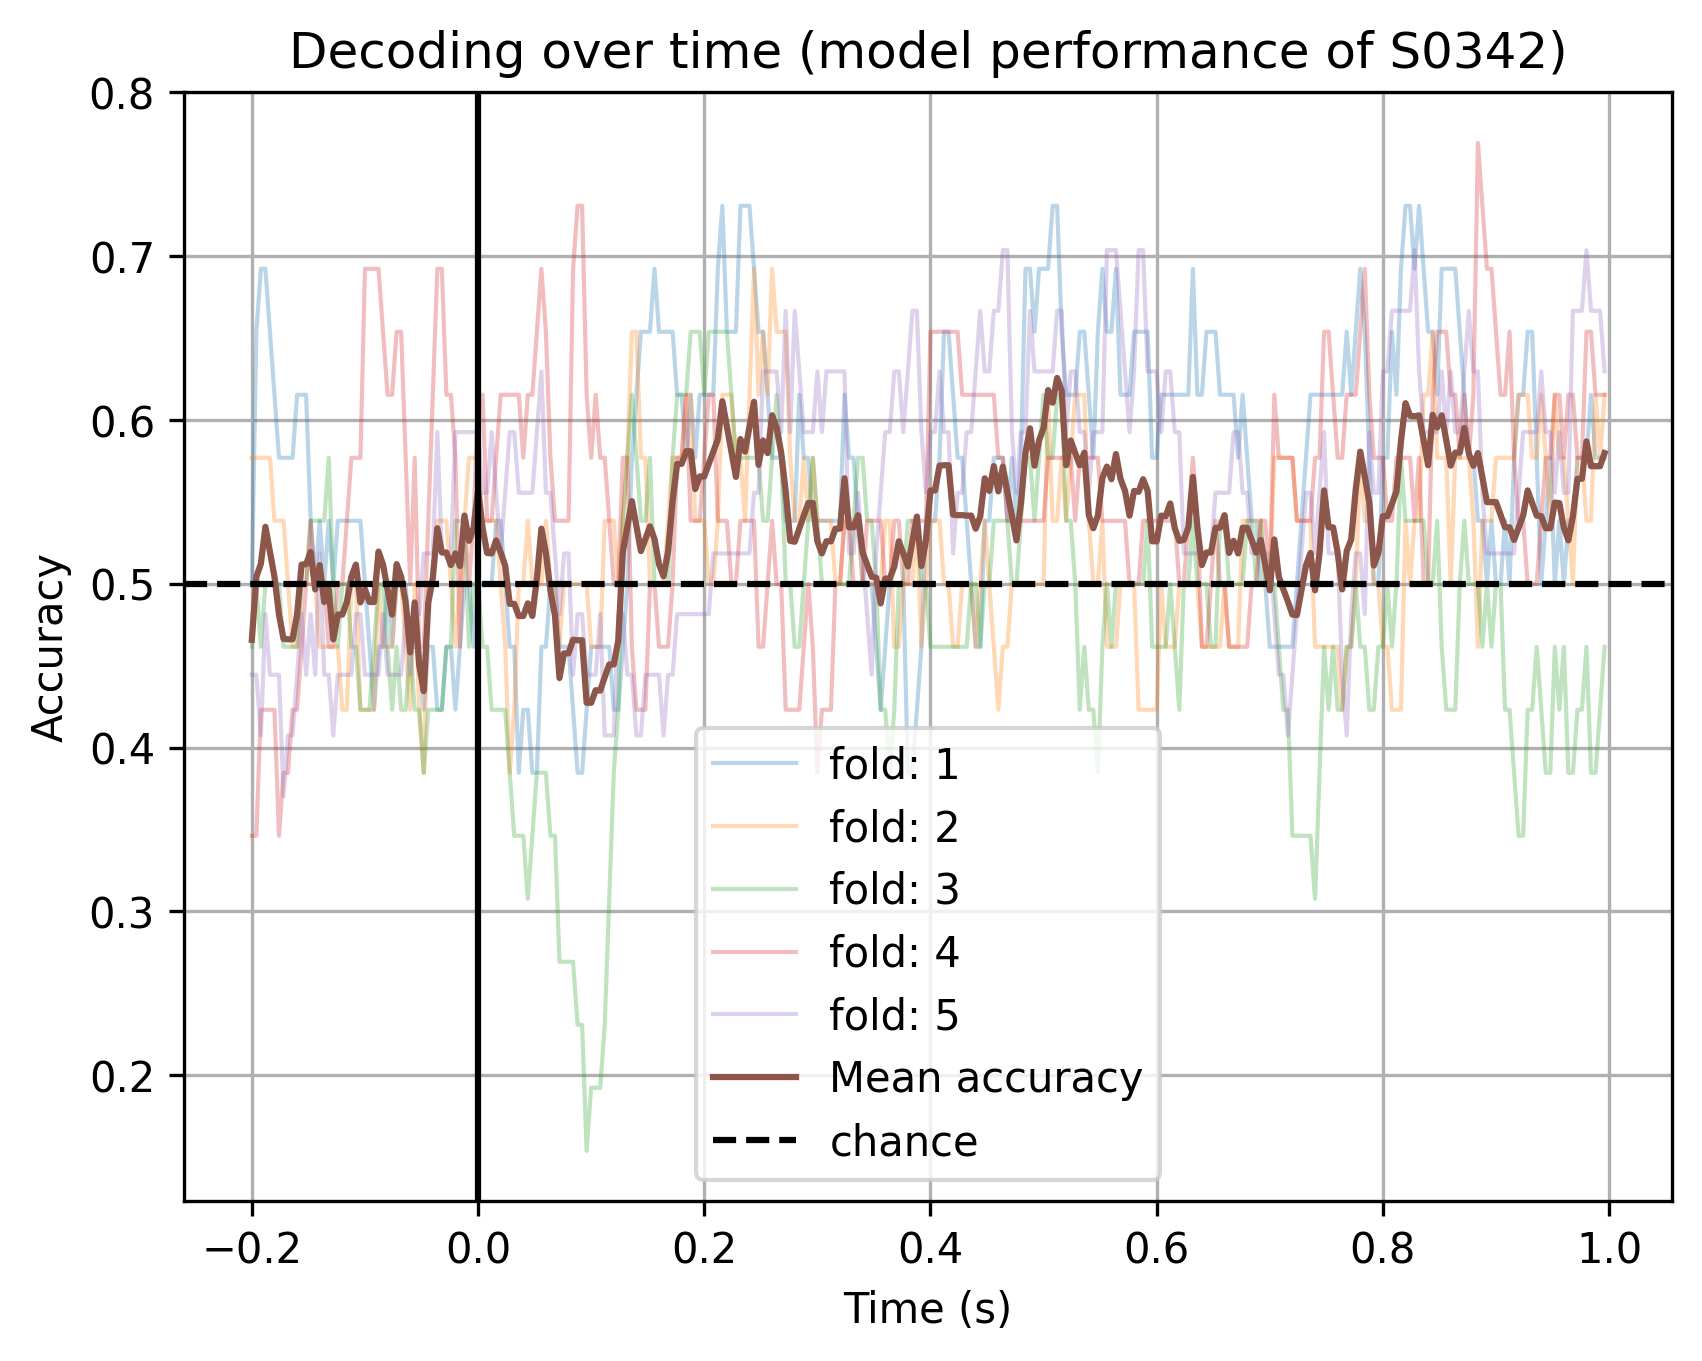 Decoding over time (model performance of S0342)
0.8
0.7
0.6
0.5
0.4
0.3
0.2
Accuracy
fold: 1
fold: 2
fold: 3
fold: 4
fold: 5
Mean accuracy
chance
−0.2 0.0 0.2 0.4 0.6 0.8 1.0
Time (s)